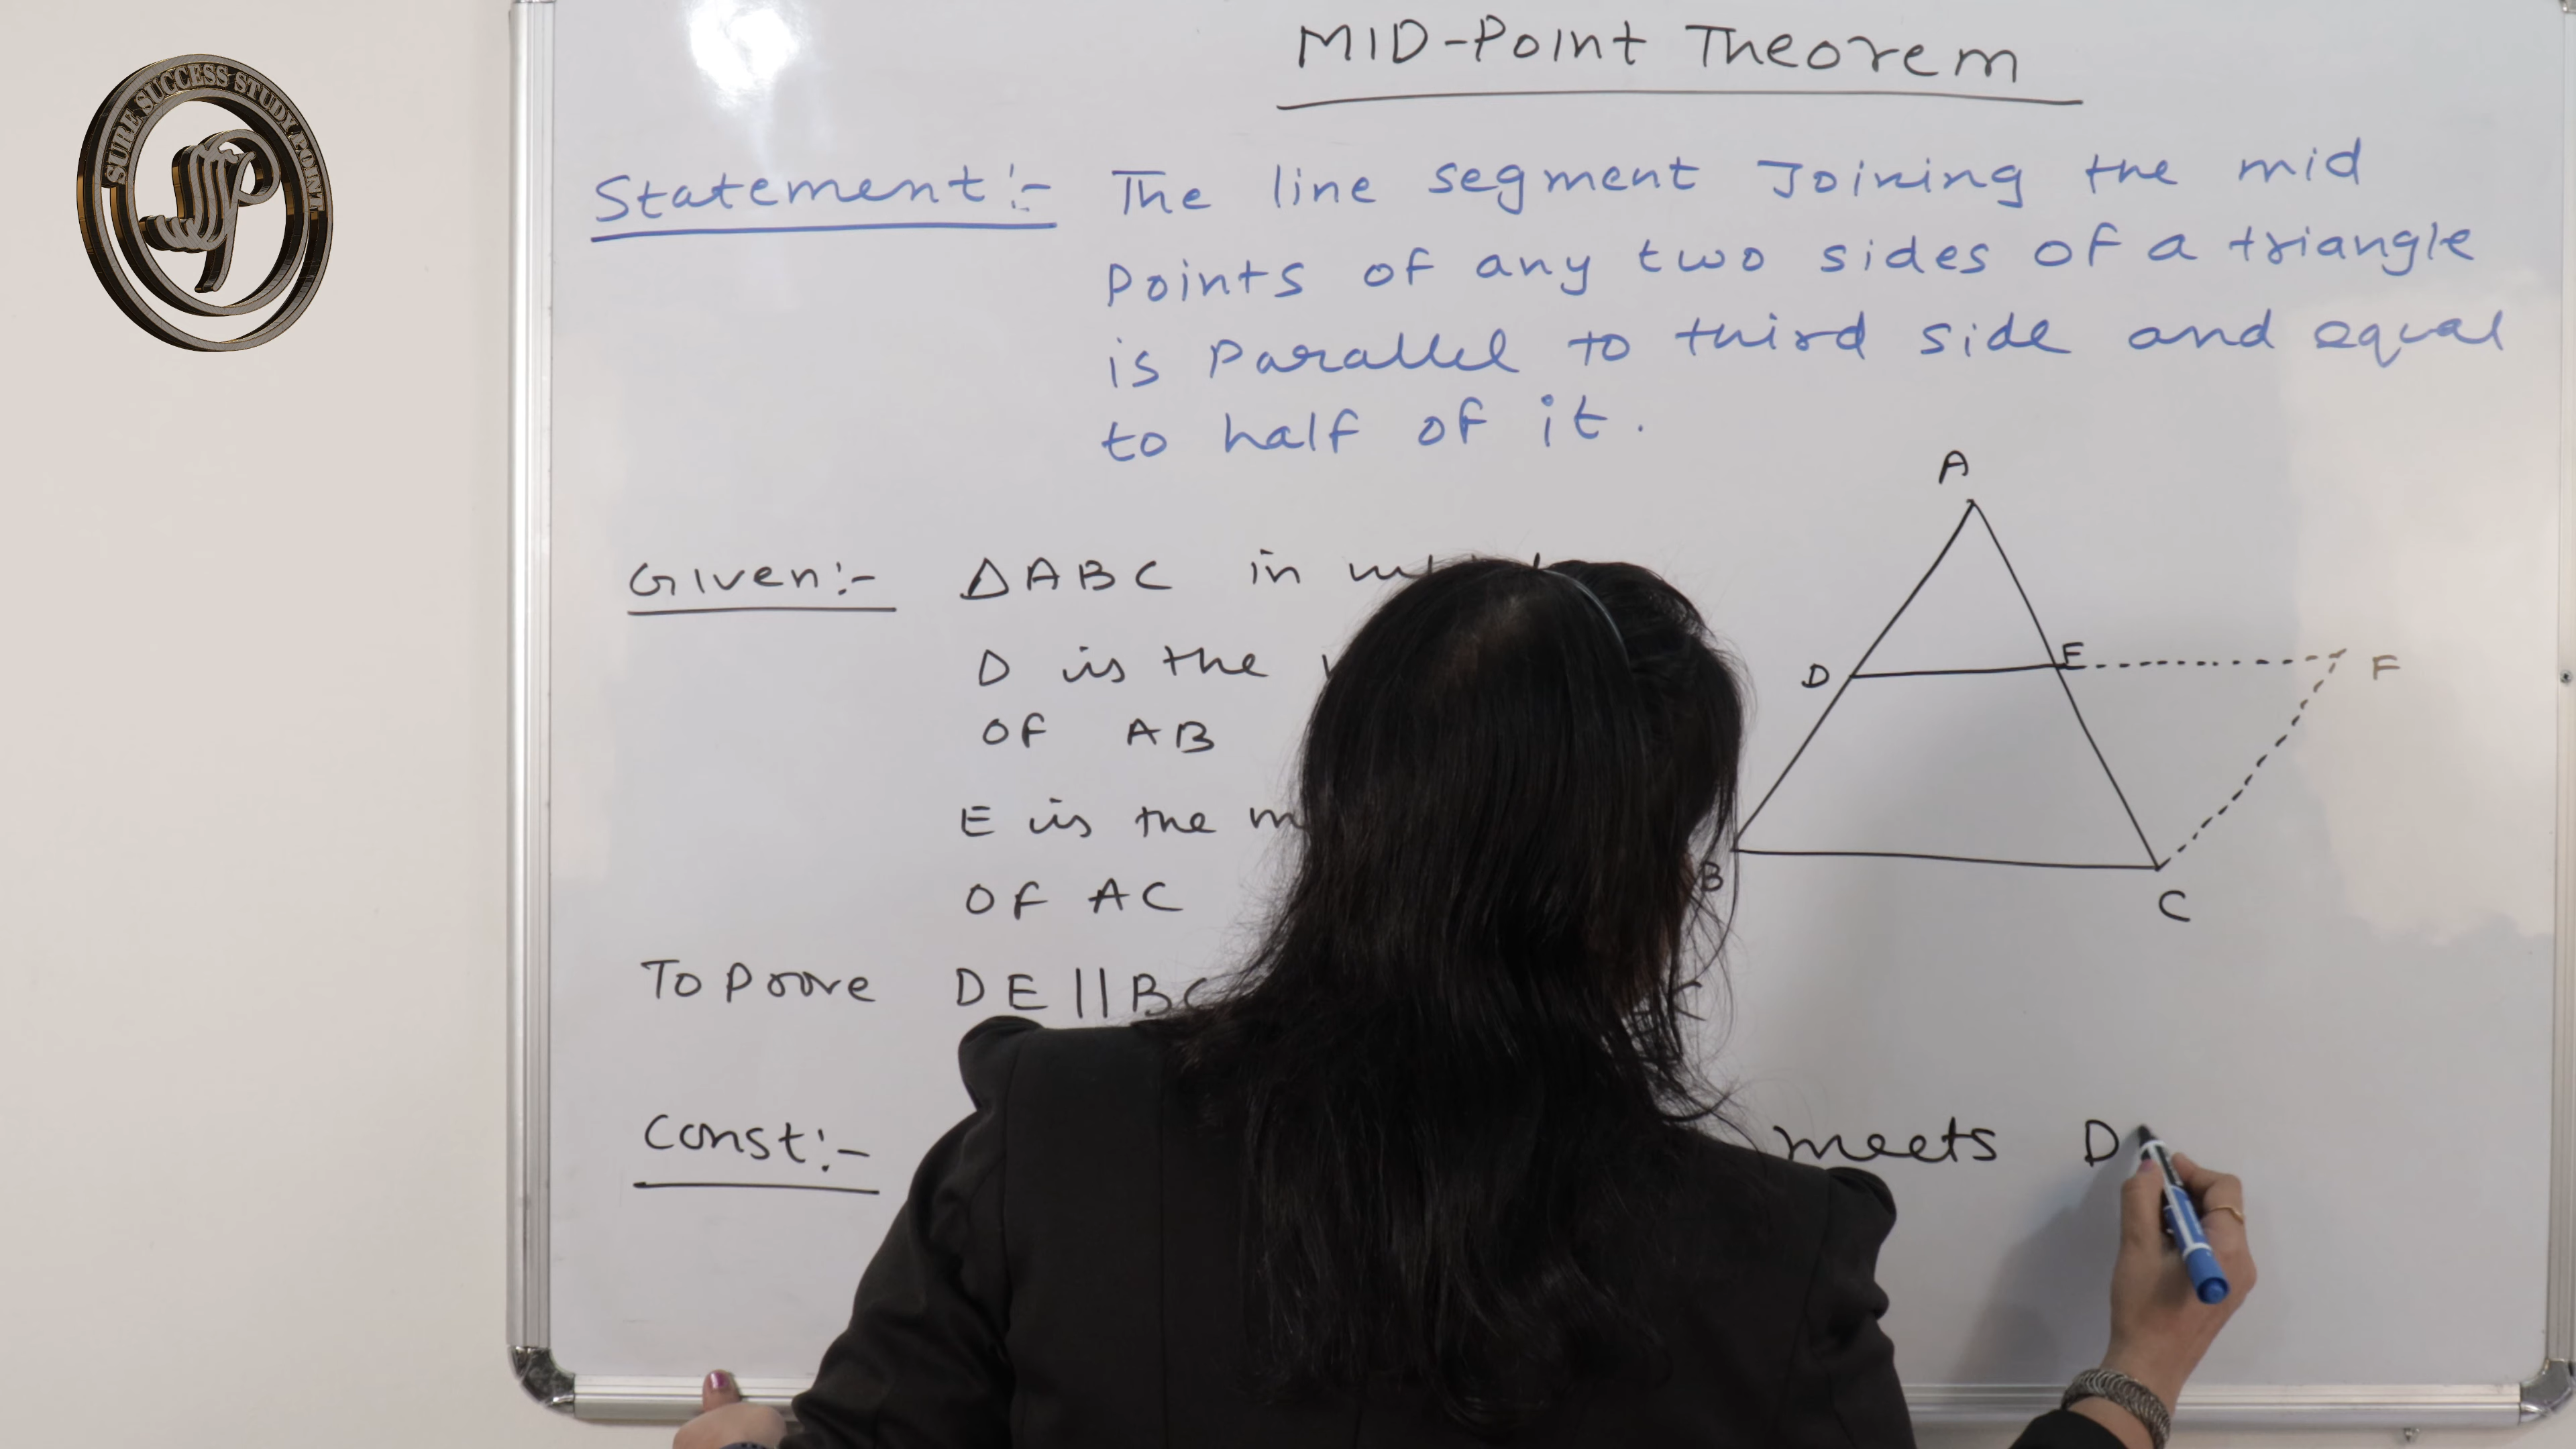 SURE SUCCESS STUDY POINT
MID-Point Theorem
Statement:- The line segment Joining the mid
Points of any two sides of a triangle
is Parallel to third side and equal
to half of it.
A
Given:- ΔABC in
D is the
D E F
OF AB
E is the
B
OF AC
C
To Prove DE||BC
Const:- meets D